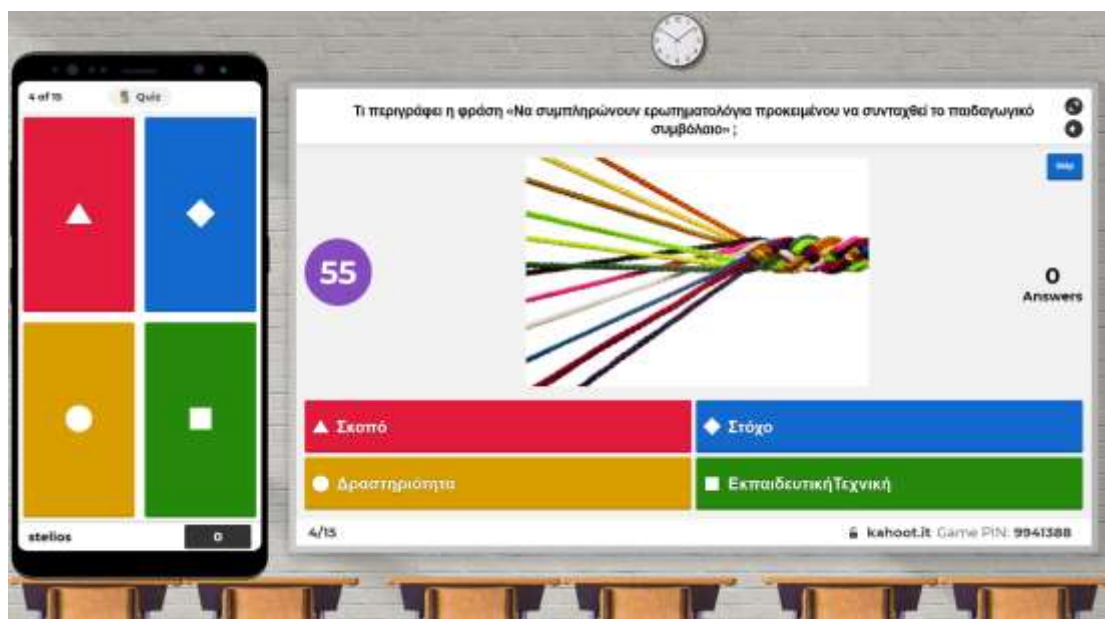 4 of 15
Quiz
Τι περιγράφει η φράση «Να συμπληρώνουν ερωτηματολόγια προκειμένου να συνταχθεί το παιδαγωγικό
συμβόλαιο» ;
Skip
55
0
Answers
Σκοπό
Στόχο
Δραστηριότητα
ΕκπαιδευτικήΤεχνική
stelios
0
4/15
kahoot.it Game PIN: 9941388